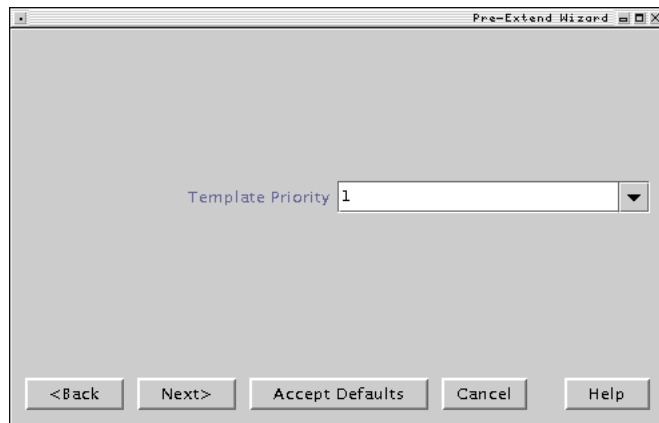 Pre-Extend Wizard
Template Priority 1
<Back Next> Accept Defaults Cancel Help